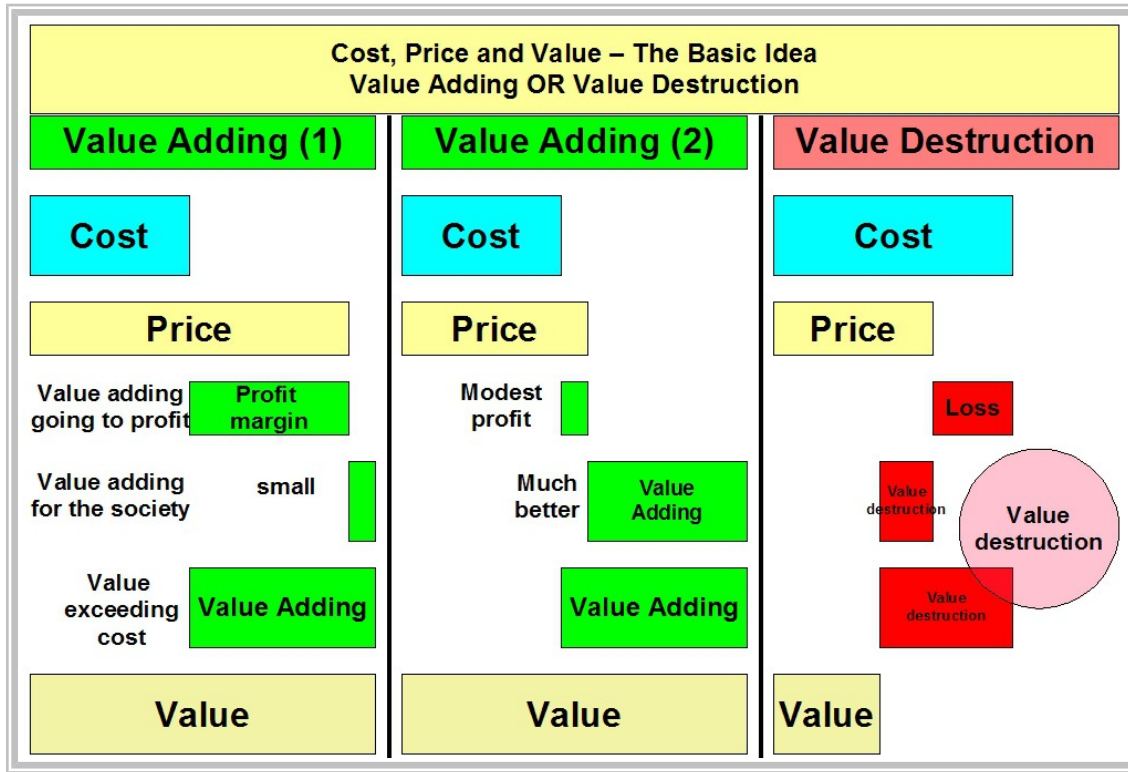 Cost, Price and Value – The Basic Idea
Value Adding OR Value Destruction
Value Adding (1)
Value Adding (2)
Value Destruction
Cost
Cost
Cost
Price
Price
Price
Value adding
going to profit
Profit
margin
Modest
profit
Loss
Value adding
for the society
small
Much
better
Value
Adding
Value
destruction
Value
destruction
Value
exceeding
cost
Value Adding
Value Adding
Value
destruction
Value
Value
Value